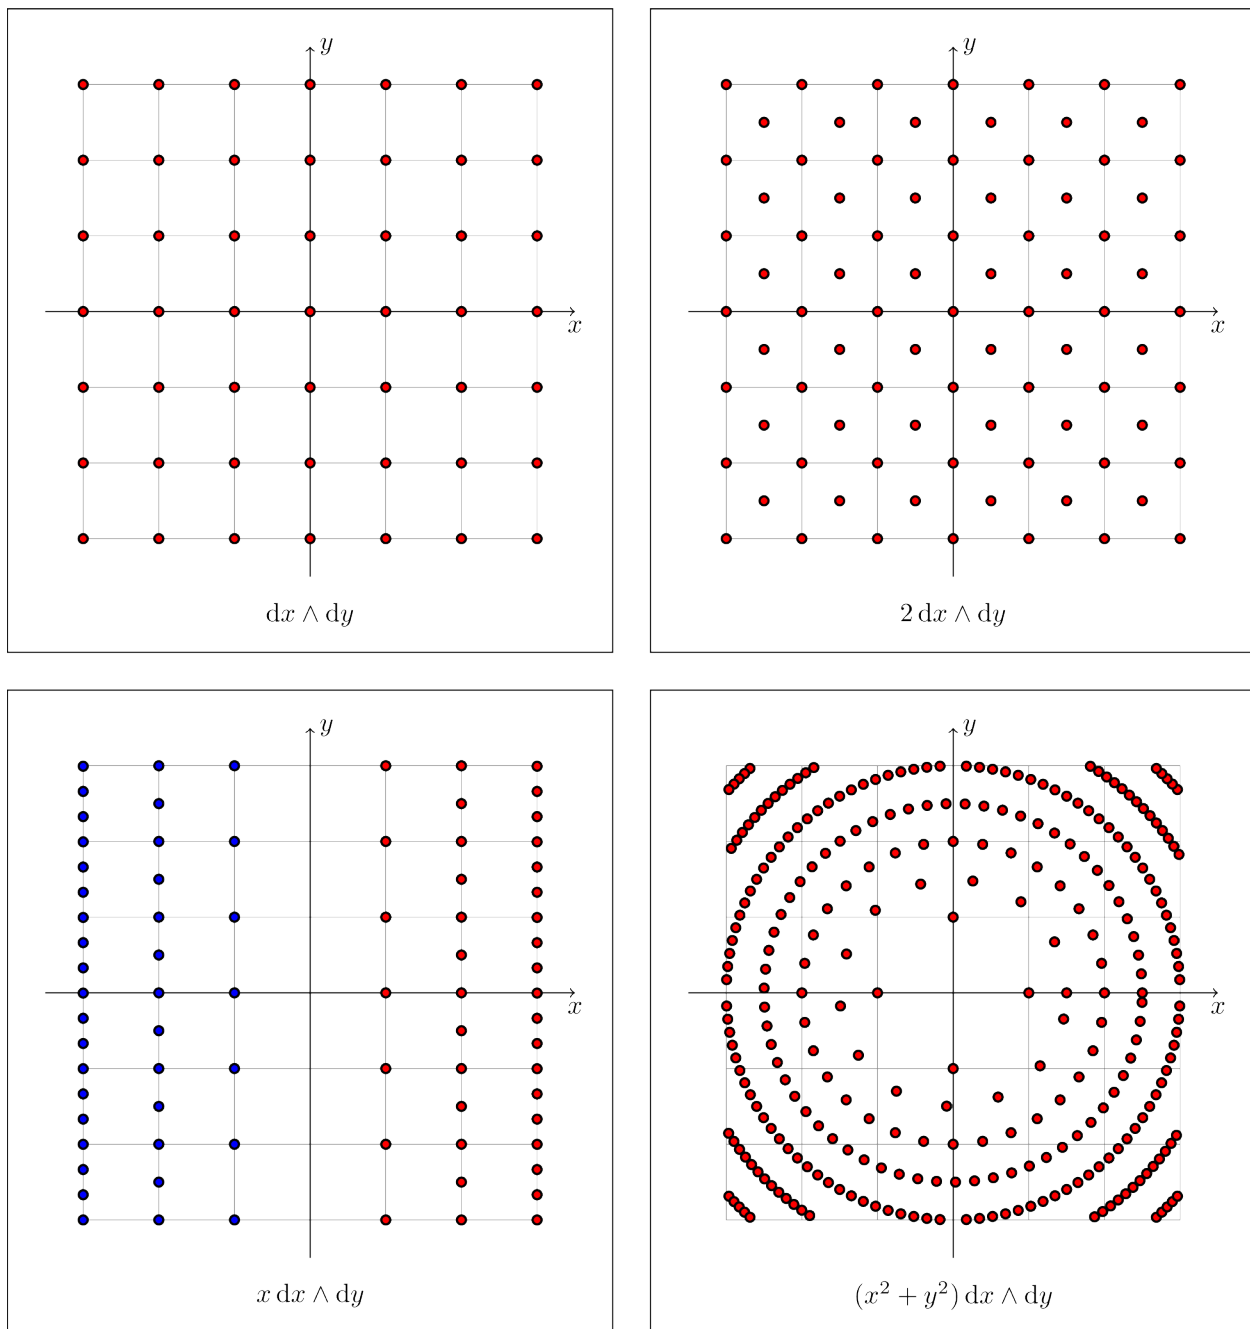 y
y
x
x
dx ∧ dy
2 dx ∧ dy
y
y
x
x
x dx ∧ dy
(x² + y²) dx ∧ dy